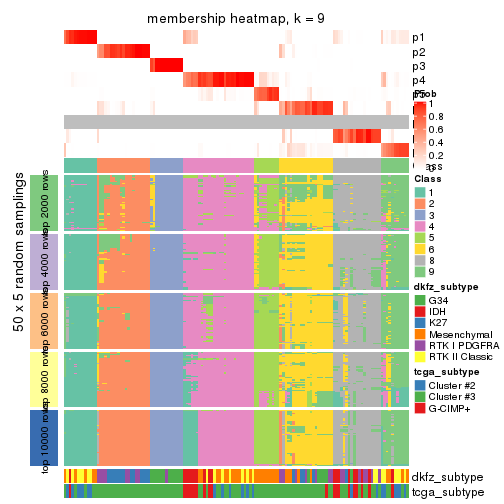 membership heatmap, k = 9
p1
p2
p3
p4
Prob
1
0.8
0.6
0.4
0.2
0
Class
1
2
3
4
5
6
8
9
dkfz_subtype
G34
IDH
K27
Mesenchymal
RTK I PDGFRA
RTK II Classic
tcga_subtype
Cluster #2
Cluster #3
G-CIMP+
50 x 5 random samplings
top 2000 rows
top 4000 rows
top 6000 rows
top 8000 rows
top 10000 rows
dkfz_subtype
tcga_subtype